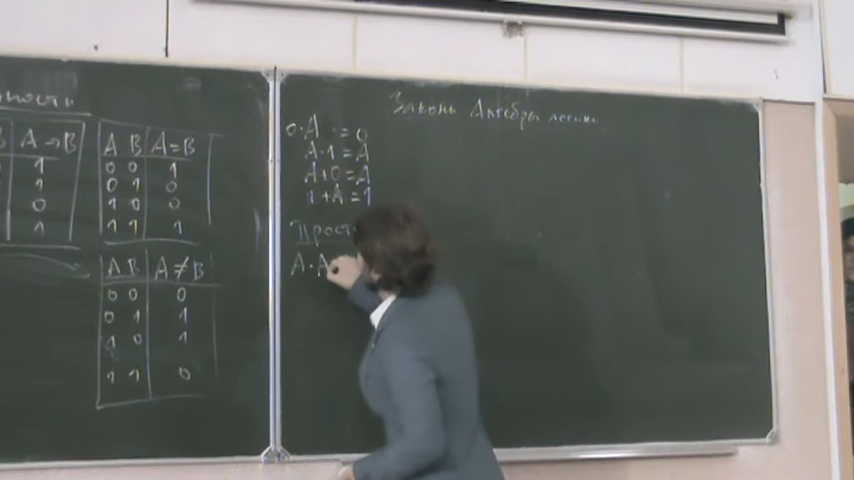 A → B
1
1
0
1
A B A = B
0 0 1
0 1 0
1 0 0
1 1 1
A B A ≠ B
0 0 0
0 1 1
1 0 1
1 1 0
Законы Алгебры логики
0·A = 0
A·1 = A
A+0=A
1+A=1
A·A